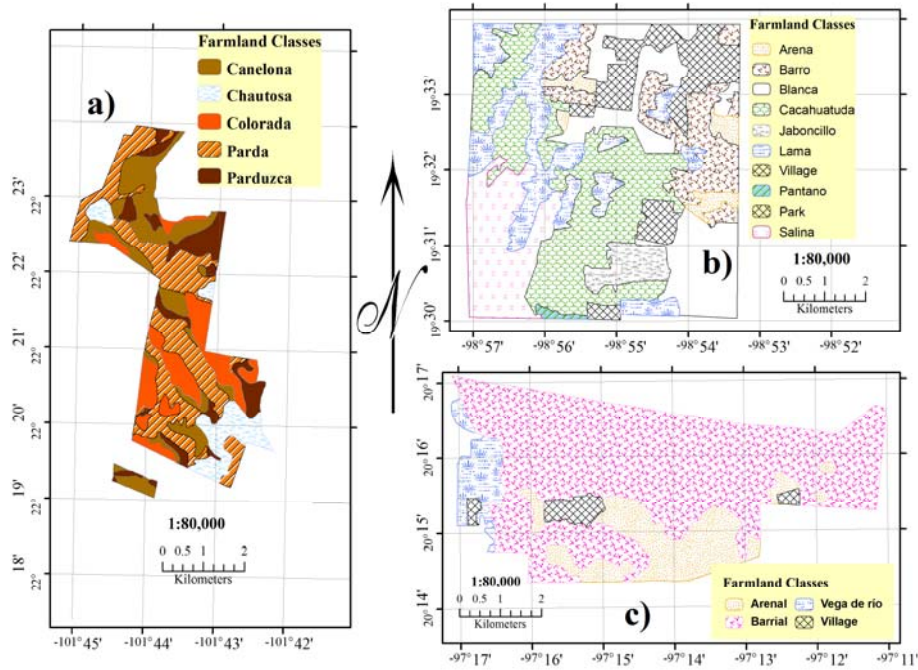 a)
Farmland Classes
Canelona
Chautosa
Colorada
Parda
Parduzca
22° 23'
22° 22'
22° 21'
22° 20'
22° 19'
22° 18'
1:80,000
0 0.5 1 2
Kilometers
-101°45' -101°44' -101°43' -101°42'
N
b)
Farmland Classes
Arena
Barro
Blanca
Cacahuatuda
Jaboncillo
Lama
Village
Pantano
Park
Salina
1:80,000
0 0.5 1 2
Kilometers
19°33'
19°32'
19°31'
19°30'
-98°57' -98°56' -98°55' -98°54' -98°53' -98°52'
20°17'
20°16'
20°15'
20°14'
1:80,000
0 0.5 1 2
Kilometers
c)
Farmland Classes
Arenal Vega de río
Barrial Village
-97°17' -97°16' -97°15' -97°14' -97°13' -97°12' -97°11'